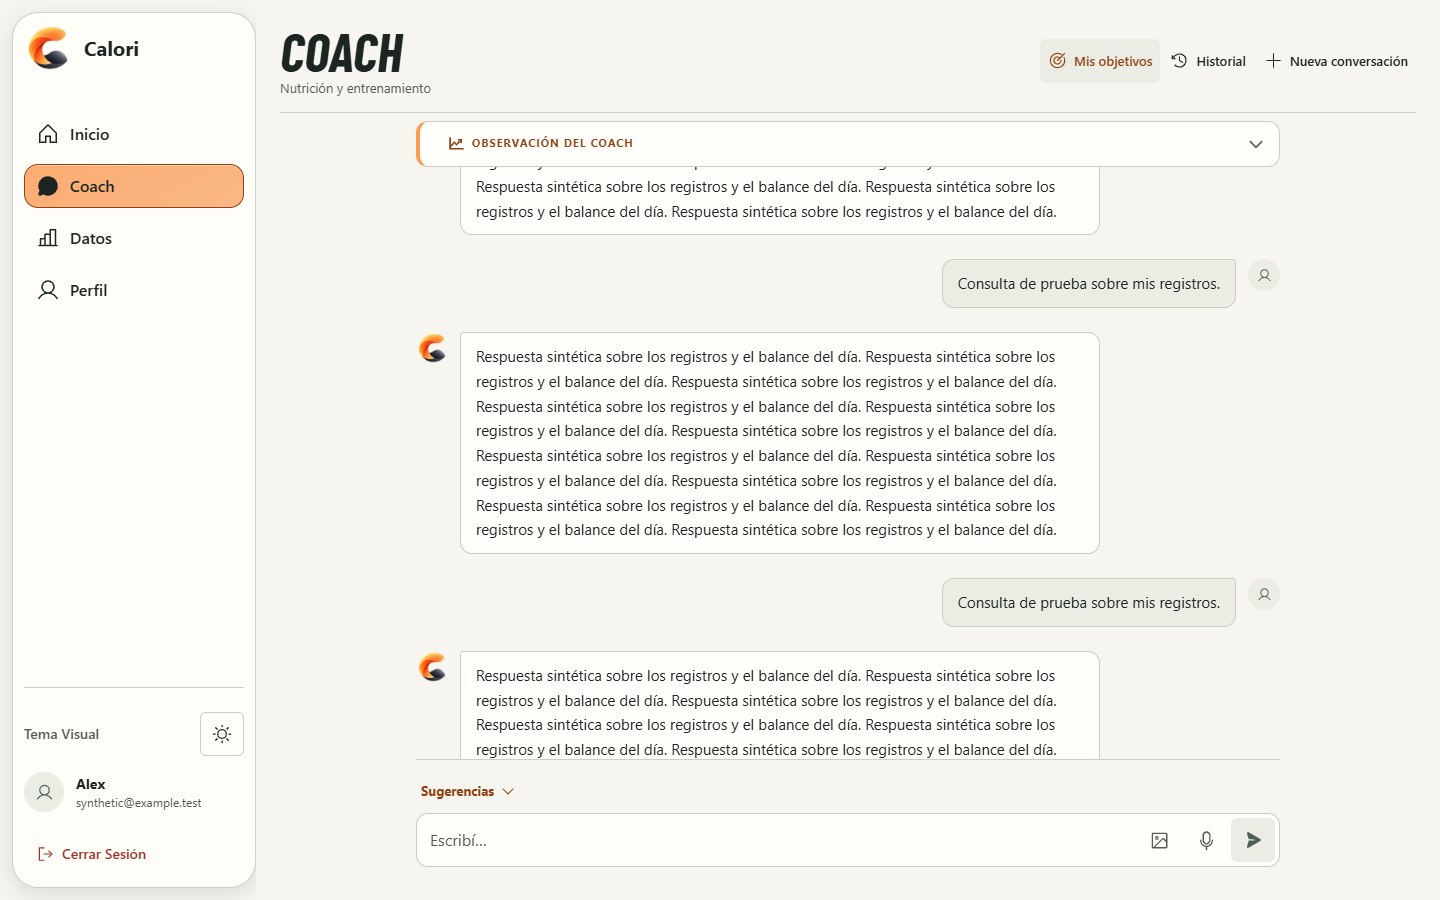 Calori
Inicio
Coach
Datos
Perfil
Tema Visual
Alex
synthetic@example.test
Cerrar Sesión
COACH
Nutrición y entrenamiento
Mis objetivos
Historial
Nueva conversación
OBSERVACIÓN DEL COACH
Respuesta sintética sobre los registros y el balance del día. Respuesta sintética sobre los
registros y el balance del día. Respuesta sintética sobre los registros y el balance del día.
Consulta de prueba sobre mis registros.
Respuesta sintética sobre los registros y el balance del día. Respuesta sintética sobre los
registros y el balance del día. Respuesta sintética sobre los registros y el balance del día.
Respuesta sintética sobre los registros y el balance del día. Respuesta sintética sobre los
registros y el balance del día. Respuesta sintética sobre los registros y el balance del día.
Respuesta sintética sobre los registros y el balance del día. Respuesta sintética sobre los
registros y el balance del día. Respuesta sintética sobre los registros y el balance del día.
Respuesta sintética sobre los registros y el balance del día. Respuesta sintética sobre los
registros y el balance del día. Respuesta sintética sobre los registros y el balance del día.
Consulta de prueba sobre mis registros.
Respuesta sintética sobre los registros y el balance del día. Respuesta sintética sobre los
registros y el balance del día. Respuesta sintética sobre los registros y el balance del día.
Respuesta sintética sobre los registros y el balance del día. Respuesta sintética sobre los
registros y el balance del día. Respuesta sintética sobre los registros y el balance del día.
Sugerencias
Escribí...